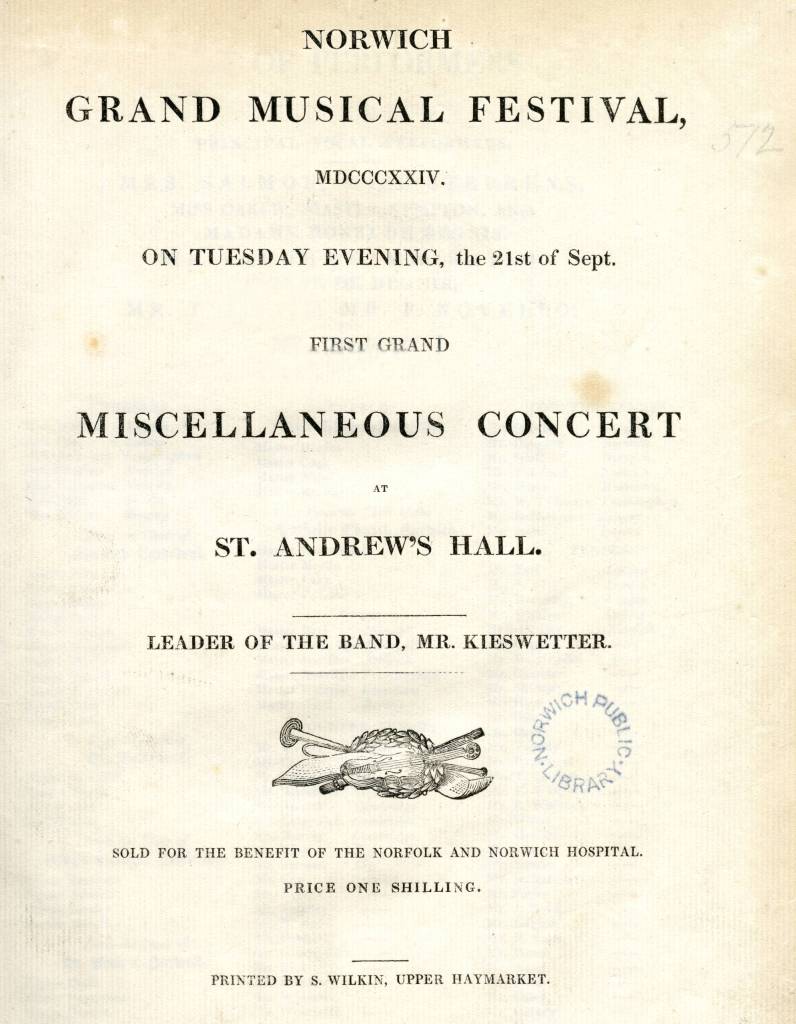 NORWICH
GRAND MUSICAL FESTIVAL,
572
MDCCCXXIV.
ON TUESDAY EVENING, the 21st of Sept.
FIRST GRAND
MISCELLANEOUS CONCERT
AT
ST. ANDREW'S HALL.
LEADER OF THE BAND, MR. KIESWETTER.
NORWICH PUBLIC
LIBRARY
SOLD FOR THE BENEFIT OF THE NORFOLK AND NORWICH HOSPITAL.
PRICE ONE SHILLING.
PRINTED BY S. WILKIN, UPPER HAYMARKET.